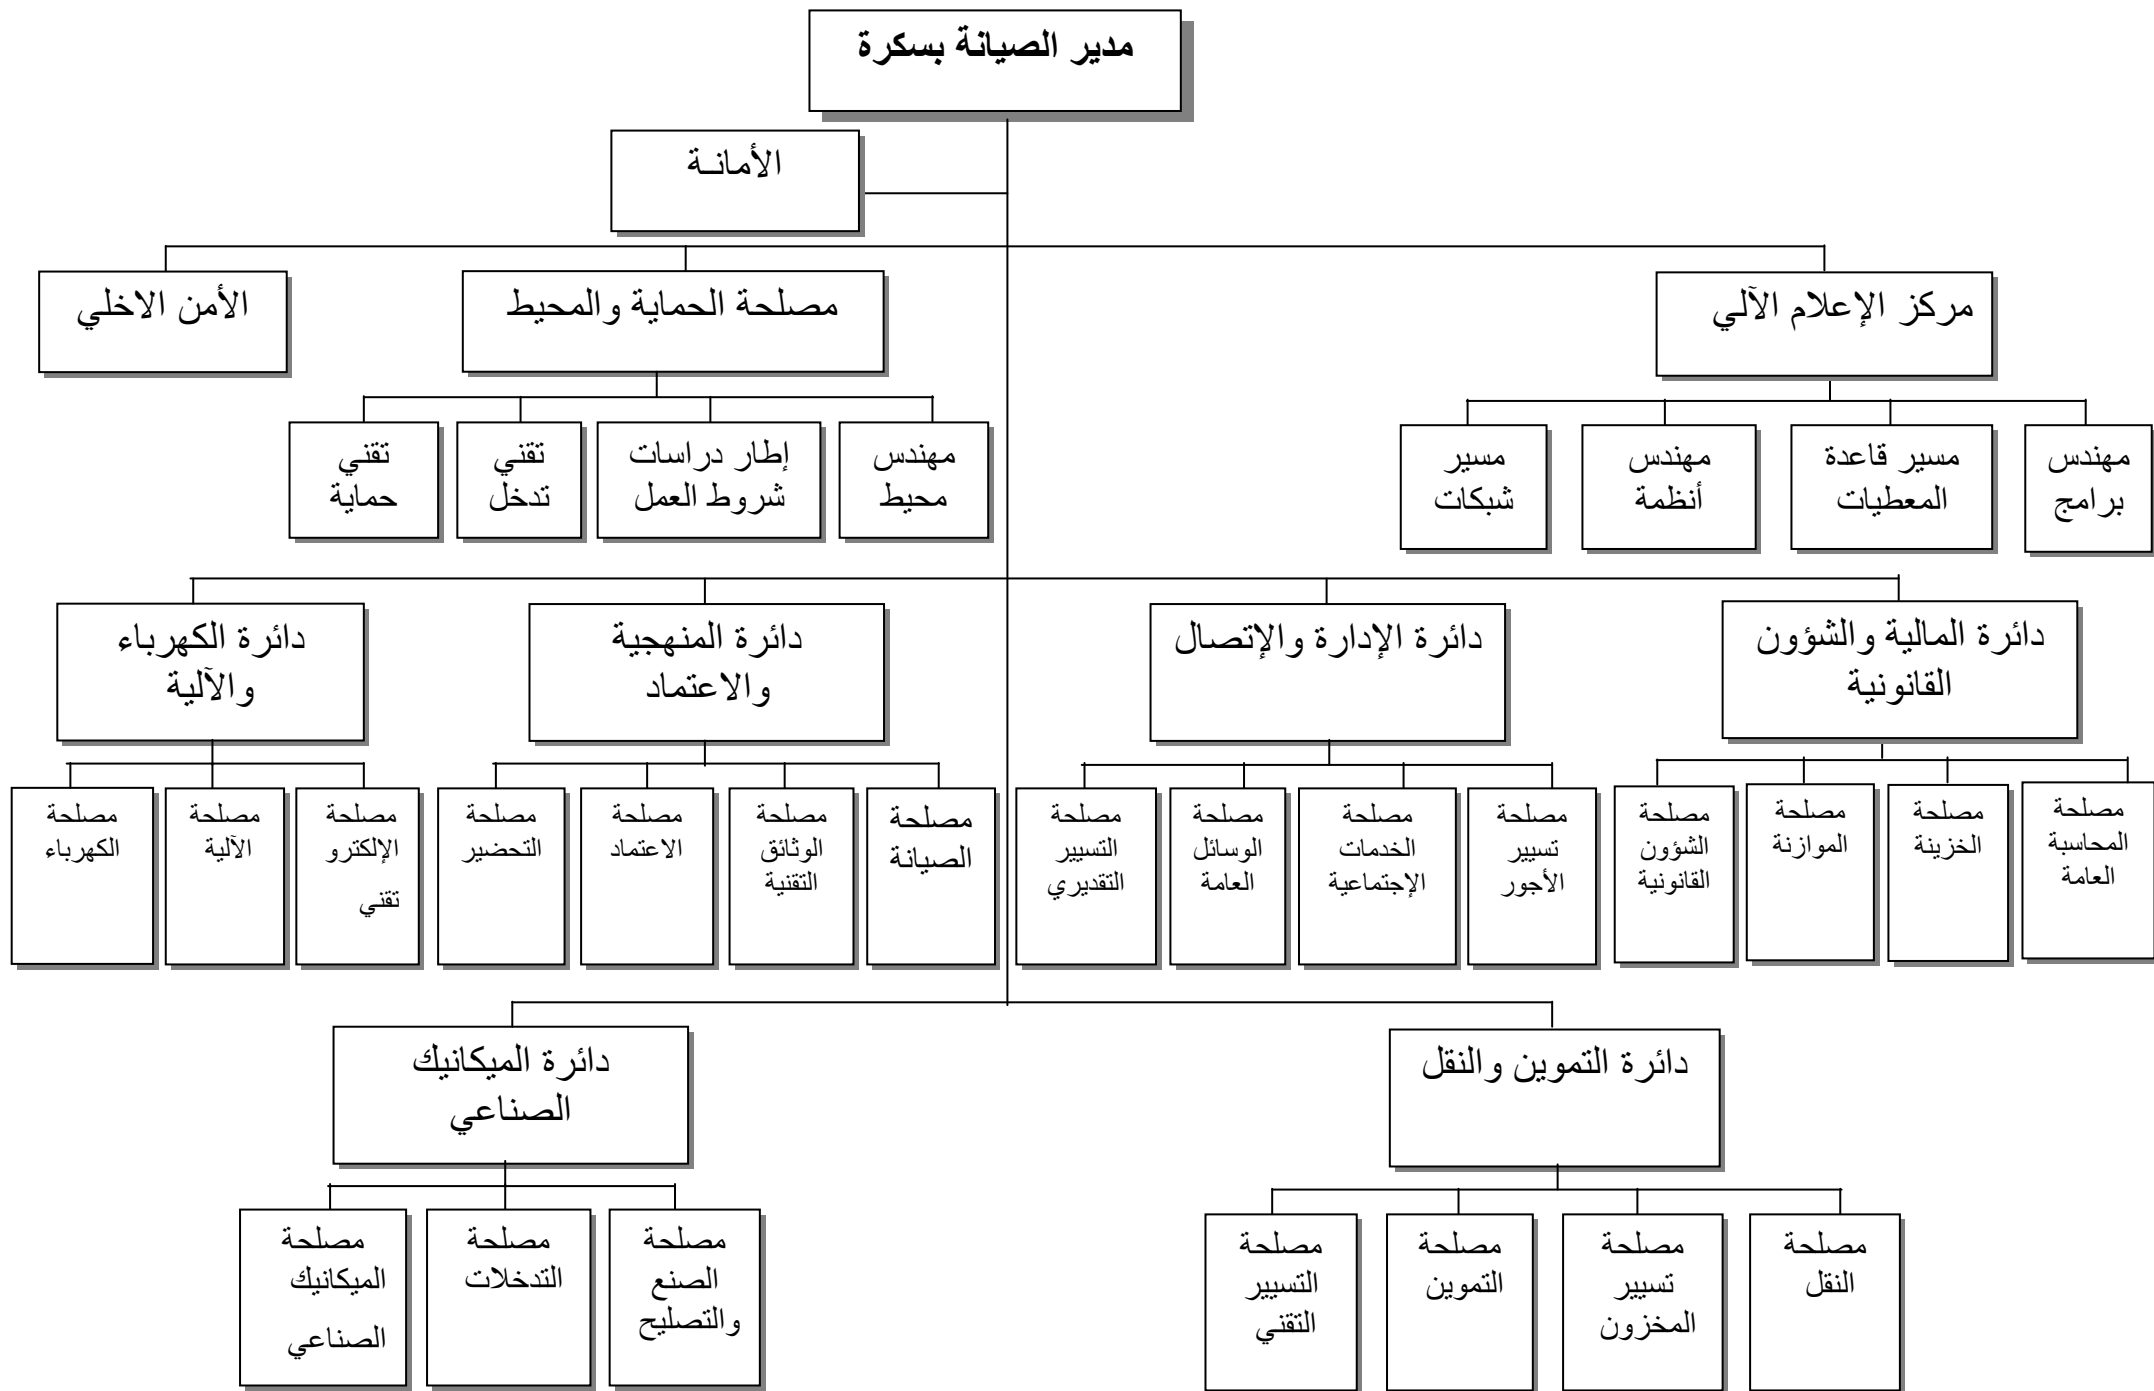 مدير الصيانة بسكرة
الأمانــة
مركز الإعلام الآلي
مصلحة الحماية والمحيط
الأمن الاخلي
مهندس
برامج
مسير قاعدة
المعطيات
مهندس
أنظمة
مسير
شبكات
مهندس
محيط
إطار دراسات
شروط العمل
تقني
تدخل
تقني
حماية
دائرة المالية والشؤون
القانونية
دائرة الإدارة والإتصال
دائرة المنهجية
والاعتماد
دائرة الكهرباء
والآلية
مصلحة
المحاسبة
العامة
مصلحة
الخزينة
مصلحة
الموازنة
مصلحة
الشؤون
القانونية
مصلحة
تسيير
الأجور
مصلحة
الخدمات
الإجتماعية
مصلحة
الوسائل
العامة
مصلحة
التسيير
التقديري
مصلحة
الصيانة
مصلحة
الوثائق
التقنية
مصلحة
الاعتماد
مصلحة
التحضير
مصلحة
الإلكترو
تقني
مصلحة
الآلية
مصلحة
الكهرباء
دائرة التموين والنقل
دائرة الميكانيك
الصناعي
مصلحة
النقل
مصلحة
تسيير
المخزون
مصلحة
التموين
مصلحة
التسيير
التقني
مصلحة
الصنع
والتصليح
مصلحة
التدخلات
مصلحة
الميكانيك
الصناعي